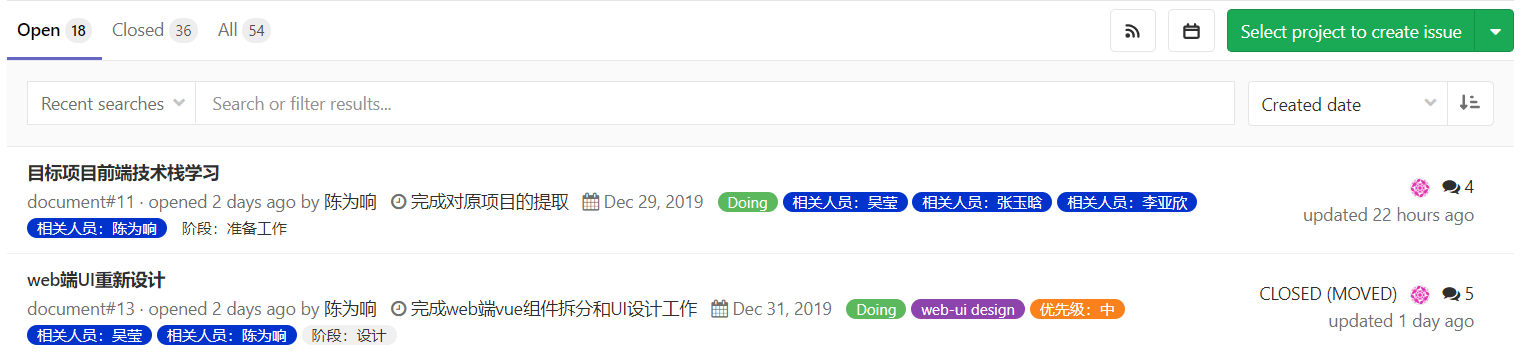 Open 18 Closed 36 All 54 Select project to create issue
Recent searches Search or filter results... Created date
目标项目前端技术栈学习
4
document#11 · opened 2 days ago by 陈为响 完成对原项目的提取 Dec 29, 2019 Doing 相关人员：吴莹 相关人员：张玉晗 相关人员：李亚欣
updated 22 hours ago
相关人员：陈为响 阶段：准备工作
web端UI重新设计
CLOSED (MOVED) 5
document#13 · opened 2 days ago by 陈为响 完成web端vue组件拆分和UI设计工作 Dec 31, 2019 Doing web-ui design 优先级：中
updated 1 day ago
相关人员：吴莹 相关人员：陈为响 阶段：设计